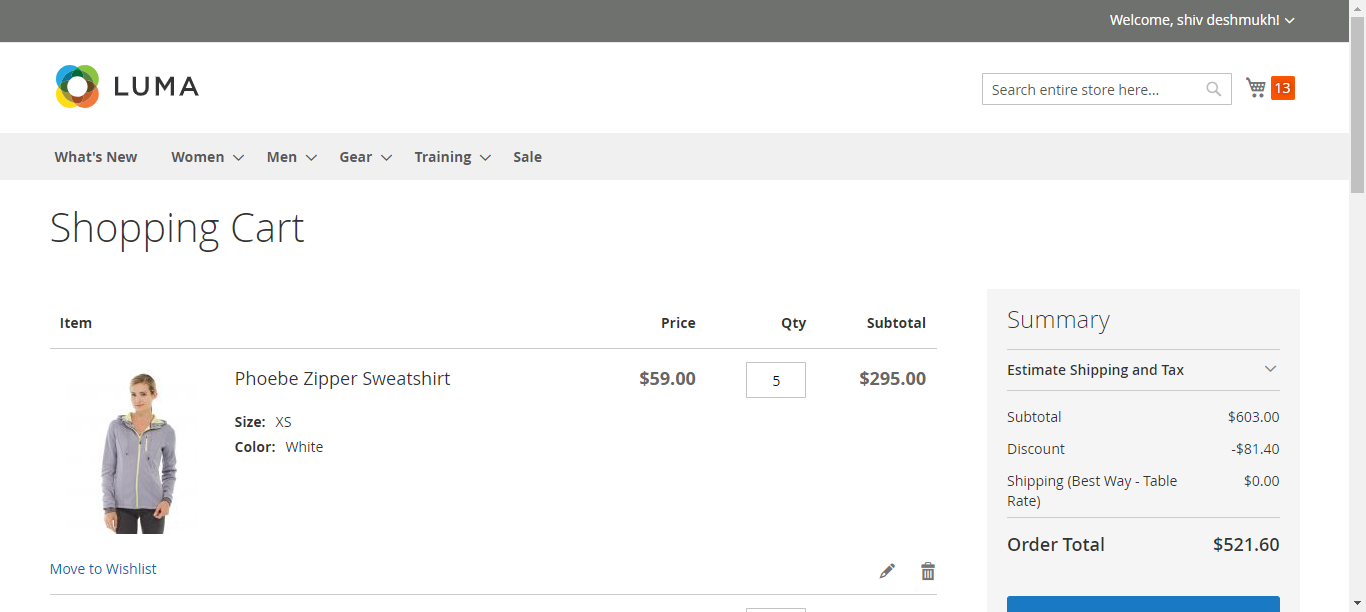 Welcome, shiv deshmukh!
LUMA
Search entire store here...
13
What's New Women Men Gear Training Sale
Shopping Cart
Item Price Qty Subtotal
Phoebe Zipper Sweatshirt $59.00 5 $295.00
Size: XS
Color: White
Move to Wishlist
Summary
Estimate Shipping and Tax
Subtotal $603.00
Discount -$81.40
Shipping (Best Way - Table $0.00
Rate)
Order Total $521.60